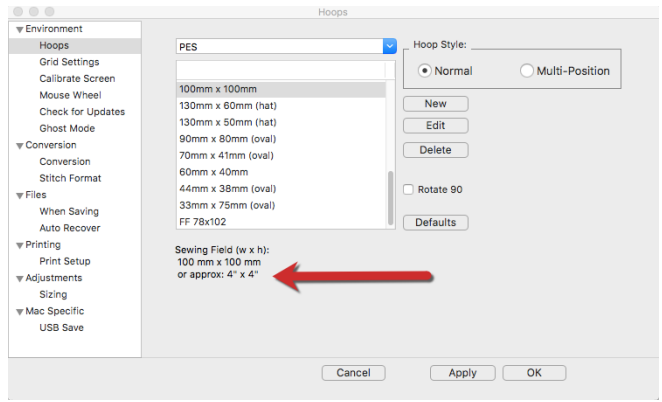 Hoops
Environment
Hoops
Grid Settings
Calibrate Screen
Mouse Wheel
Check for Updates
Ghost Mode
Conversion
Conversion
Stitch Format
Files
When Saving
Auto Recover
Printing
Print Setup
Adjustments
Sizing
Mac Specific
USB Save
PES
100mm x 100mm
130mm x 60mm (hat)
130mm x 50mm (hat)
90mm x 80mm (oval)
70mm x 41mm (oval)
60mm x 40mm
44mm x 38mm (oval)
33mm x 75mm (oval)
FF 78x102
Sewing Field (w x h):
100 mm x 100 mm
or approx: 4" x 4"
Hoop Style:
Normal
Multi-Position
New
Edit
Delete
Rotate 90
Defaults
Cancel
Apply
OK